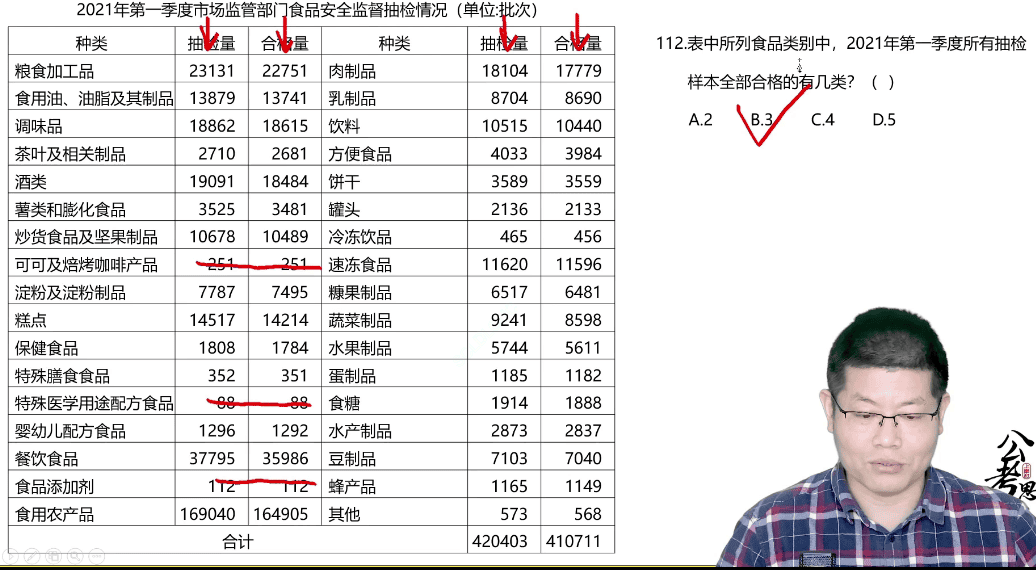 2021年第一季度市场监管部门食品安全监督抽检情况（单位:批次）
种类 抽检量 合格量 种类 抽检量 合格量
粮食加工品 23131 22751 肉制品 18104 17779
食用油、油脂及其制品 13879 13741 乳制品 8704 8690
调味品 18862 18615 饮料 10515 10440
茶叶及相关制品 2710 2681 方便食品 4033 3984
酒类 19091 18484 饼干 3589 3559
薯类和膨化食品 3525 3481 罐头 2136 2133
炒货食品及坚果制品 10678 10489 冷冻饮品 465 456
可可及焙烤咖啡产品 251 251 速冻食品 11620 11596
淀粉及淀粉制品 7787 7495 糖果制品 6517 6481
糕点 14517 14214 蔬菜制品 9241 8598
保健食品 1808 1784 水果制品 5744 5611
特殊膳食食品 352 351 蛋制品 1185 1182
特殊医学用途配方食品 88 88 食糖 1914 1888
婴幼儿配方食品 1296 1292 水产制品 2873 2837
餐饮食品 37795 35986 豆制品 7103 7040
食品添加剂 112 112 蜂产品 1165 1149
食用农产品 169040 164905 其他 573 568
合计 420403 410711
112.表中所列食品类别中，2021年第一季度所有抽检
样本全部合格的有几类？（ ）
A.2 B.3 C.4 D.5
公考
思